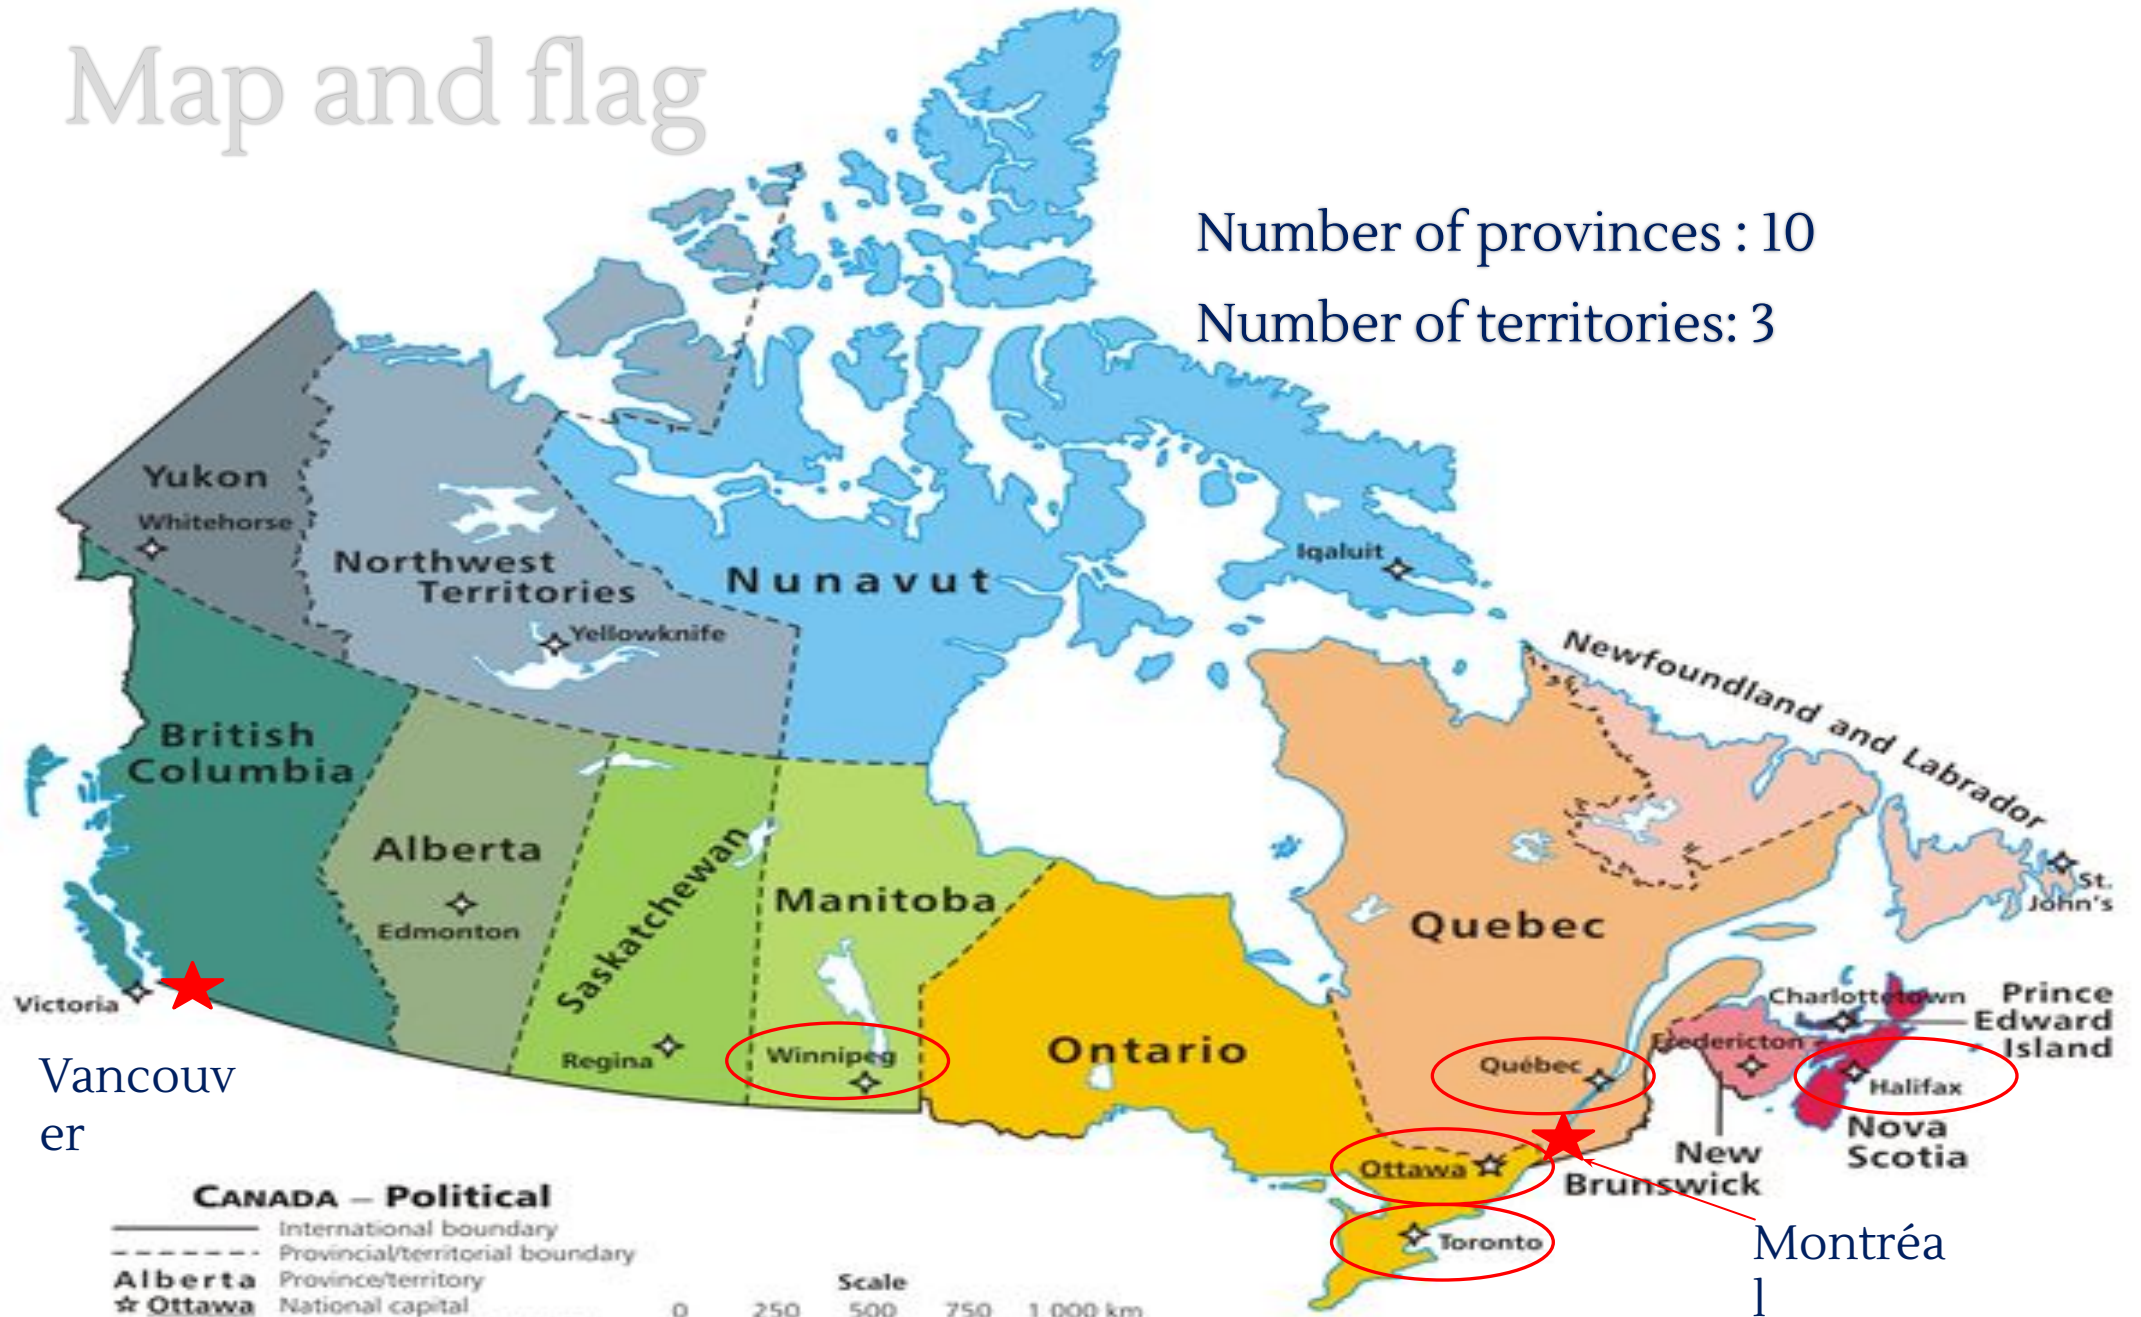 Map and flag
Number of provinces : 10
Number of territories: 3
Yukon
Whitehorse
Northwest
Territories
Yellowknife
Nunavut
Iqaluit
Newfoundland and Labrador
St.
John's
British
Columbia
Victoria
Vancouv
er
Alberta
Edmonton
Saskatchewan
Regina
Manitoba
Winnipeg
Ontario
Quebec
Québec
Ottawa
Toronto
Montréa
l
Charlottetown
Prince
Edward
Island
Fredericton
Halifax
Nova
Scotia
New
Brunswick
CANADA – Political
International boundary
Provincial/territorial boundary
Alberta Province/territory
Ottawa National capital
Scale
0 250 500 750 1 000 km